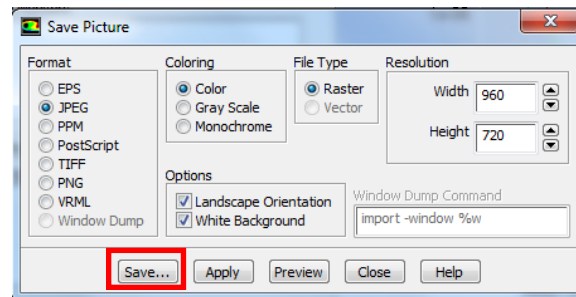 Save Picture
Format
EPS
JPEG
PPM
PostScript
TIFF
PNG
VRML
Window Dump
Coloring
Color
Gray Scale
Monochrome
File Type
Raster
Vector
Resolution
Width 960
Height 720
Options
Landscape Orientation
White Background
Window Dump Command
import -window %w
Save... Apply Preview Close Help